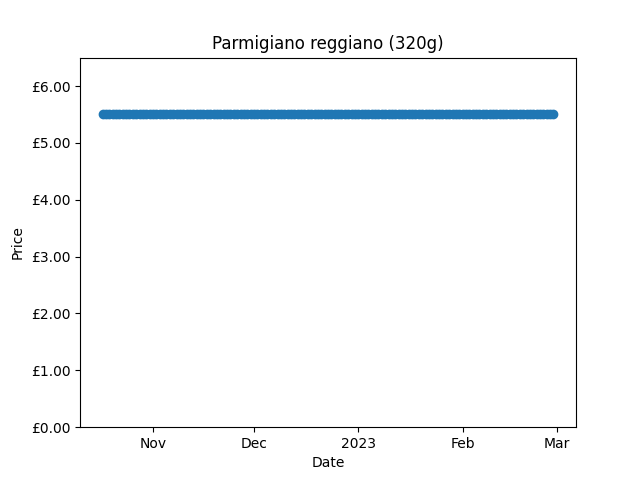 Parmigiano reggiano (320g)
£6.00
£5.00
£4.00
£3.00
£2.00
£1.00
£0.00
Price
Nov Dec 2023 Feb Mar
Date